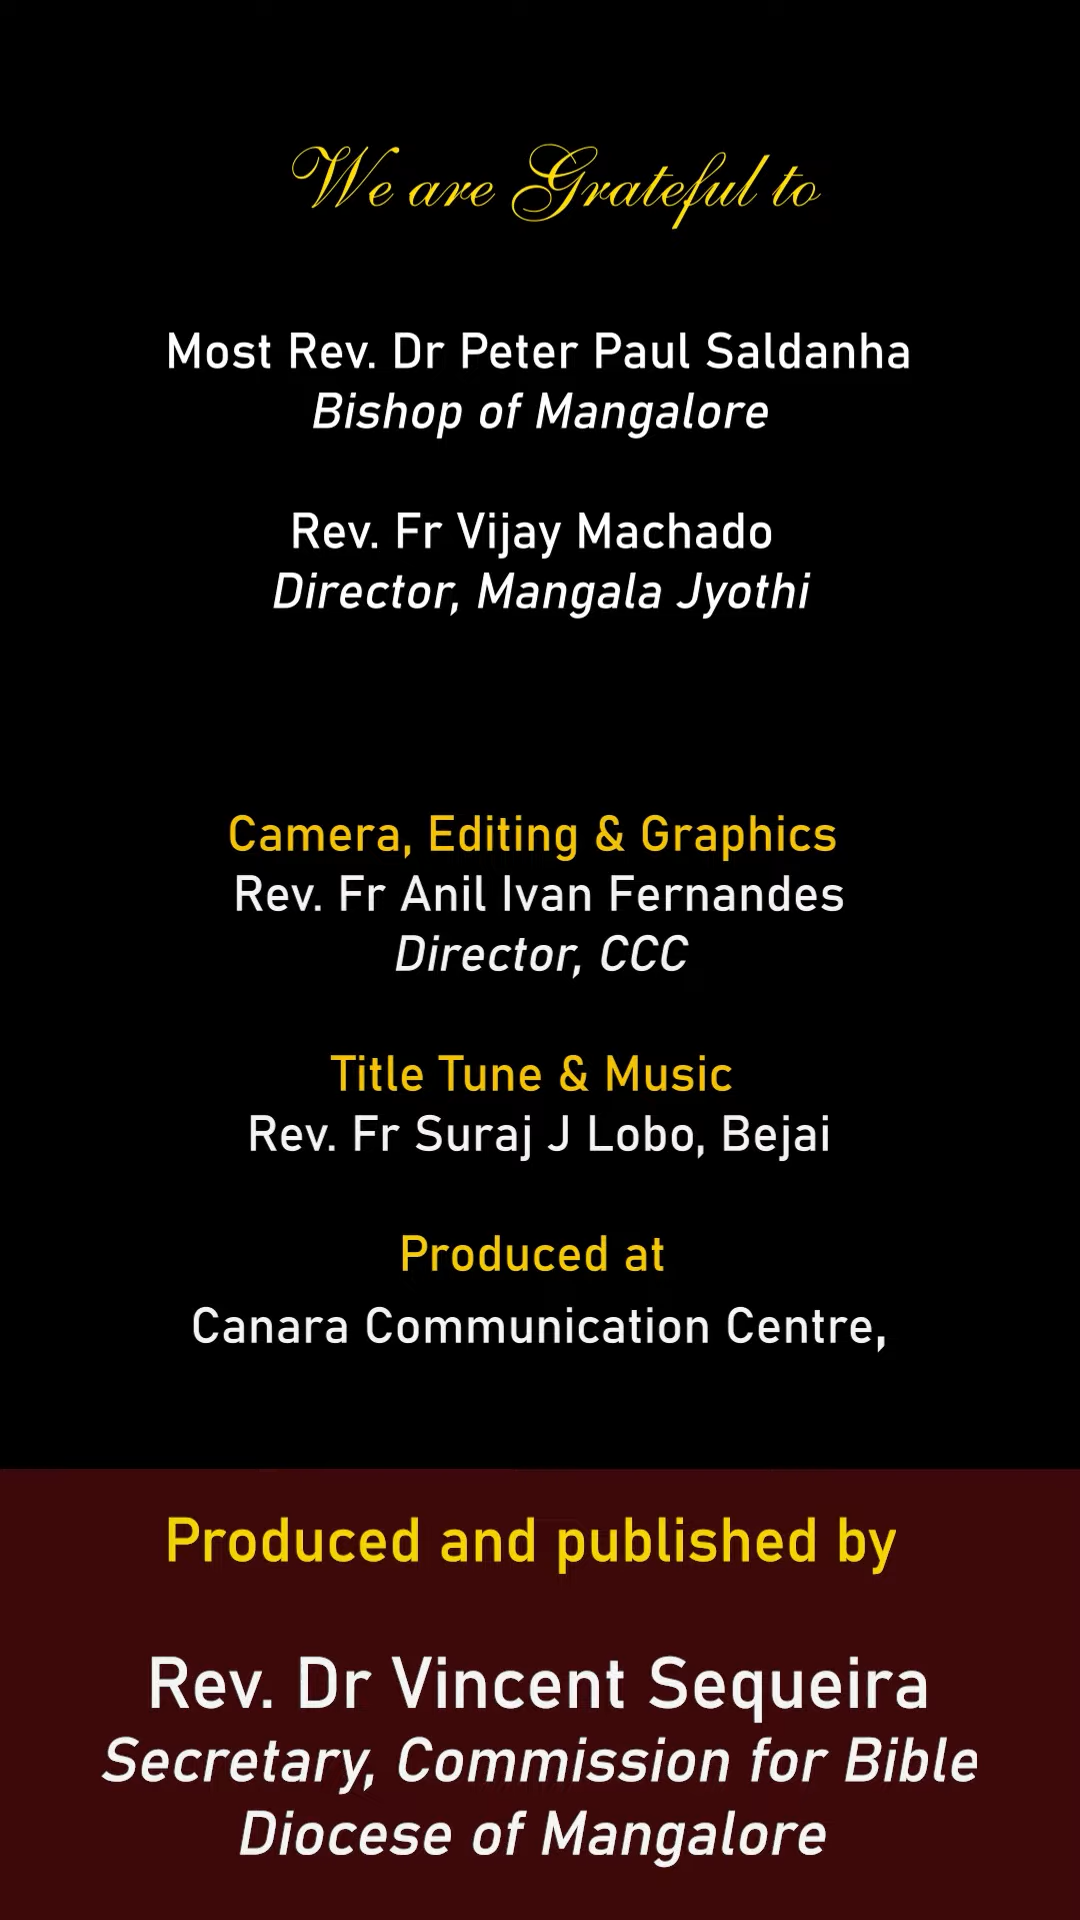 We are Grateful to
Most Rev. Dr Peter Paul Saldanha
Bishop of Mangalore
Rev. Fr Vijay Machado
Director, Mangala Jyothi
Camera, Editing & Graphics
Rev. Fr Anil Ivan Fernandes
Director, CCC
Title Tune & Music
Rev. Fr Suraj J Lobo, Bejai
Produced at
Canara Communication Centre,
Produced and published by
Rev. Dr Vincent Sequeira
Secretary, Commission for Bible
Diocese of Mangalore